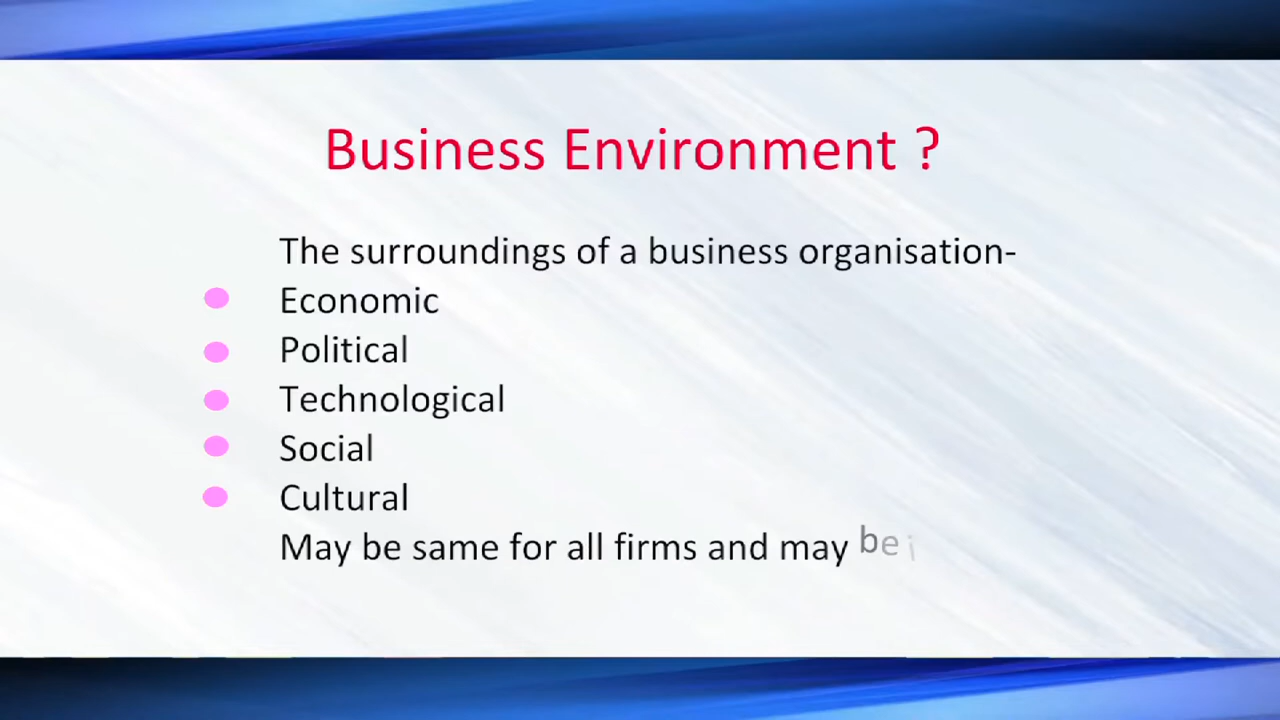 Business Environment ?
The surroundings of a business organisation-
Economic
Political
Technological
Social
Cultural
May be same for all firms and may be